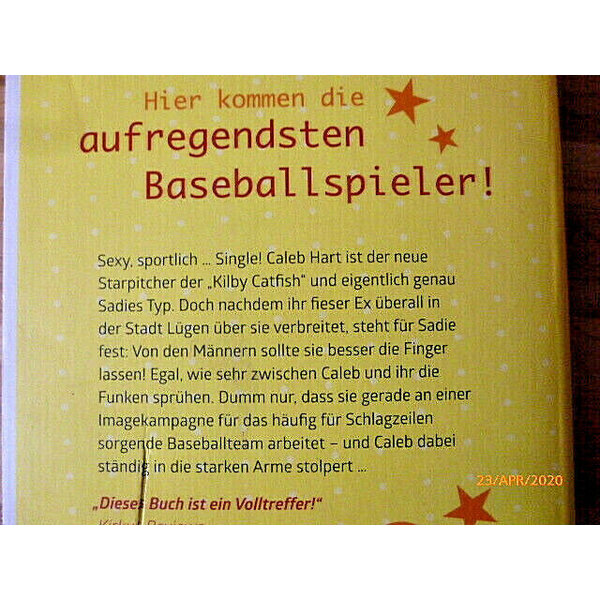 Hier kommen die
aufregendsten
Baseballspieler!
Sexy, sportlich ... Single! Caleb Hart ist der neue
Starpitcher der „Kilby Catfish“ und eigentlich genau
Sadies Typ. Doch nachdem ihr fieser Ex überall in
der Stadt Lügen über sie verbreitet, steht für Sadie
fest: Von den Männern sollte sie besser die Finger
lassen! Egal, wie sehr zwischen Caleb und ihr die
Funken sprühen. Dumm nur, dass sie gerade an einer
Imagekampagne für das häufig für Schlagzeilen
sorgende Baseballteam arbeitet – und Caleb dabei
ständig in die starken Arme stolpert ...
23/APR/2020
„Dieses Buch ist ein Volltreffer!“